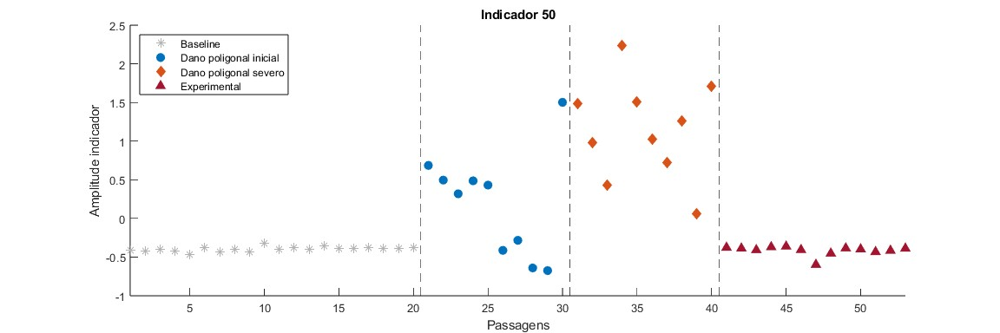 Indicador 50
Baseline
Dano poligonal inicial
Dano poligonal severo
Experimental
Amplitude indicador
2.5
2
1.5
1
0.5
0
-0.5
-1
5 10 15 20 25 30 35 40 45 50
Passagens